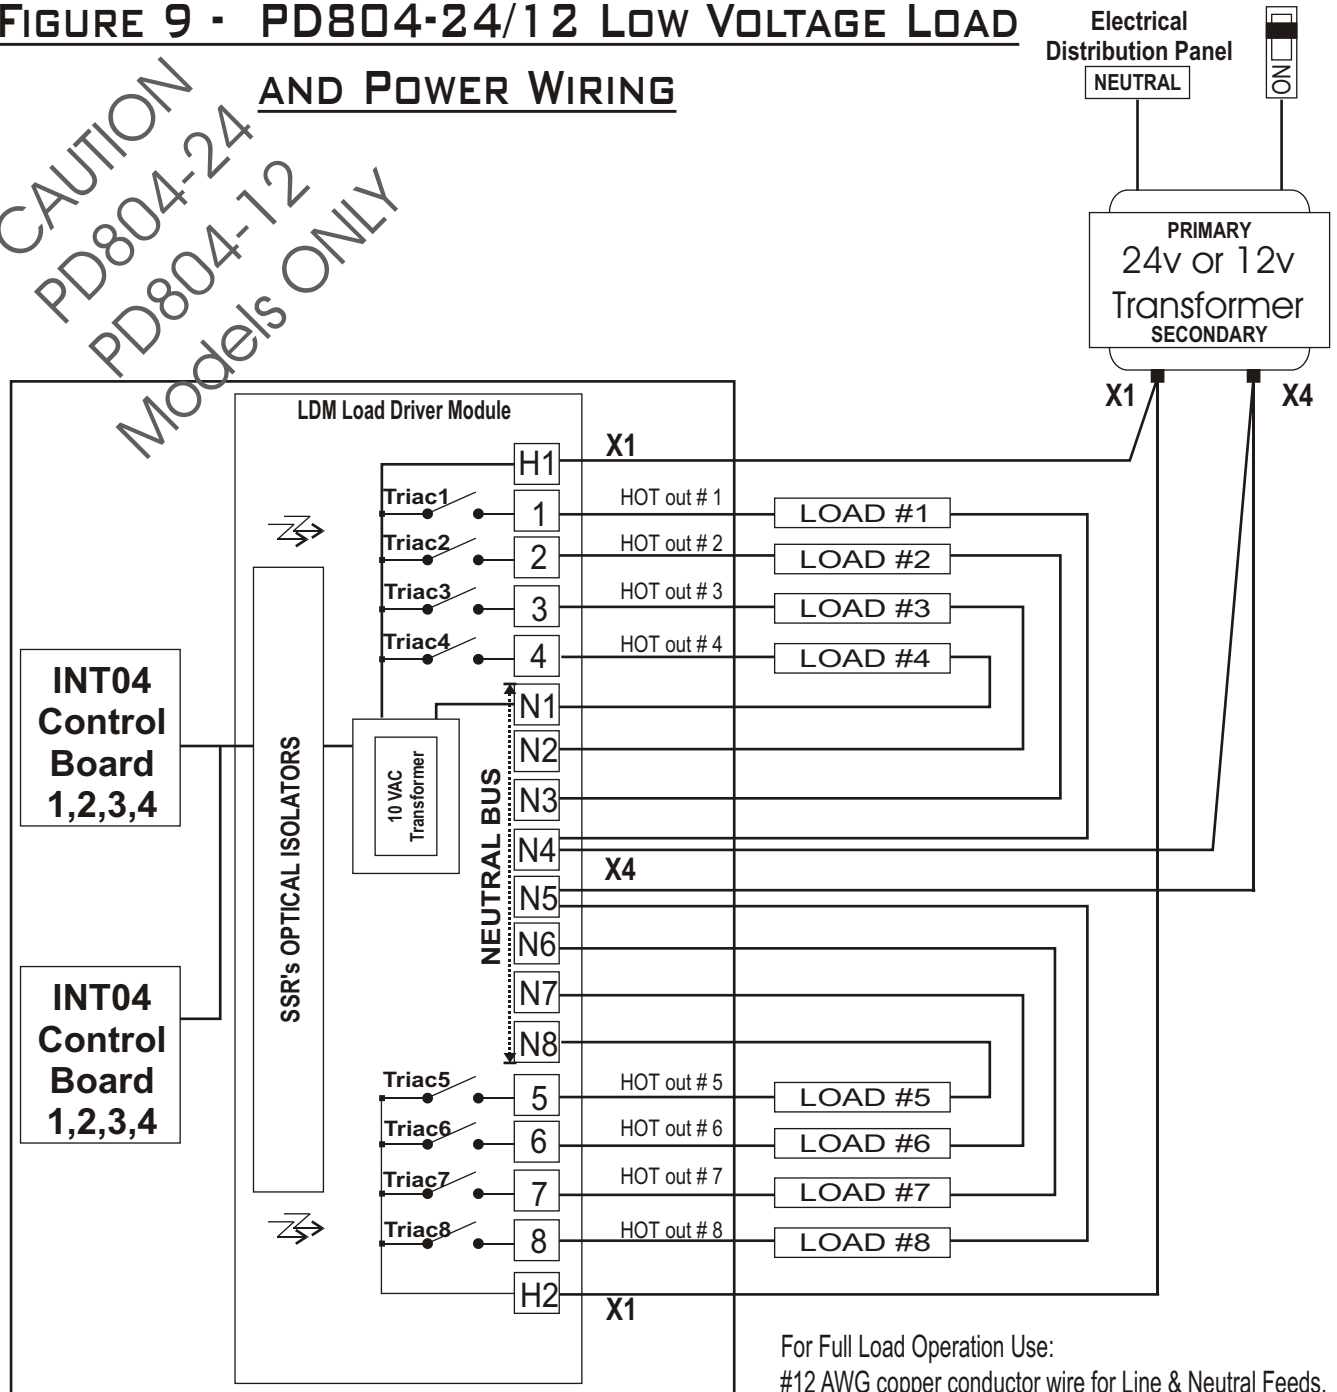 FIGURE 9 - PD804-24/12 LOW VOLTAGE LOAD
AND POWER WIRING
Electrical
Distribution Panel
NEUTRAL
ON
CAUTION
PD804-24
PD804-12
Models ONLY
PRIMARY
24v or 12v
Transformer
SECONDARY
X1
X4
LDM Load Driver Module
H1
X1
Triac1
1
HOT out # 1
LOAD #1
Triac2
2
HOT out # 2
LOAD #2
Triac3
3
HOT out # 3
LOAD #3
Triac4
4
HOT out # 4
LOAD #4
INT04
Control
Board
1,2,3,4
SSR's OPTICAL ISOLATORS
10 VAC
Transformer
NEUTRAL BUS
N1
N2
N3
N4
X4
N5
N6
N7
N8
INT04
Control
Board
1,2,3,4
Triac5
5
HOT out # 5
LOAD #5
Triac6
6
HOT out # 6
LOAD #6
Triac7
7
HOT out # 7
LOAD #7
Triac8
8
HOT out # 8
LOAD #8
H2
X1
For Full Load Operation Use:
#12 AWG copper conductor wire for Line & Neutral Feeds.